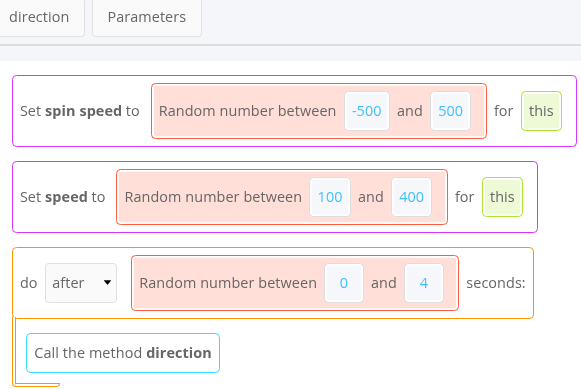 direction Parameters
Set spin speed to Random number between -500 and 500 for this
Set speed to Random number between 100 and 400 for this
do after Random number between 0 and 4 seconds:
Call the method direction